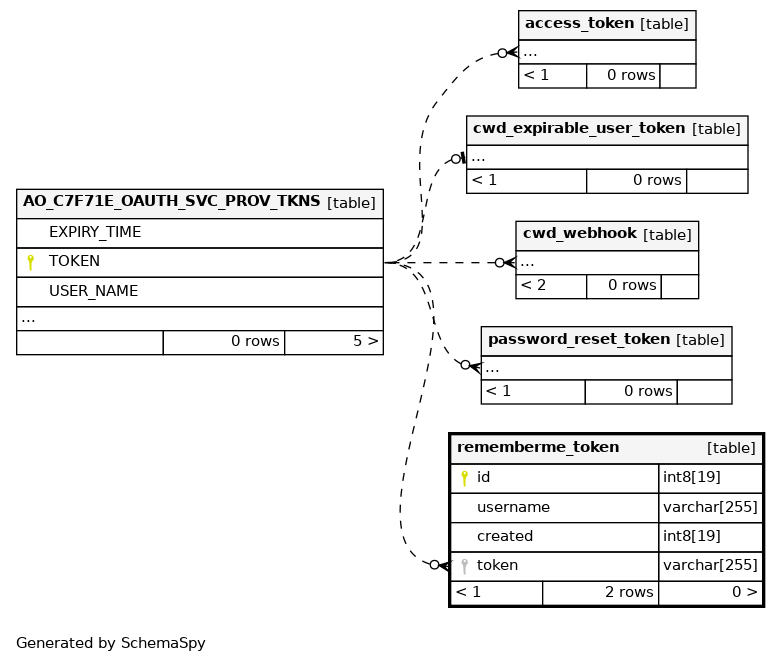 access_token [table]
...
< 1 0 rows
cwd_expirable_user_token [table]
...
< 1 0 rows
AO_C7F71E_OAUTH_SVC_PROV_TKNS [table]
EXPIRY_TIME
TOKEN
USER_NAME
...
0 rows 5 >
cwd_webhook [table]
...
< 2 0 rows
password_reset_token [table]
...
< 1 0 rows
rememberme_token [table]
id int8[19]
username varchar[255]
created int8[19]
token varchar[255]
< 1 2 rows 0 >
Generated by SchemaSpy